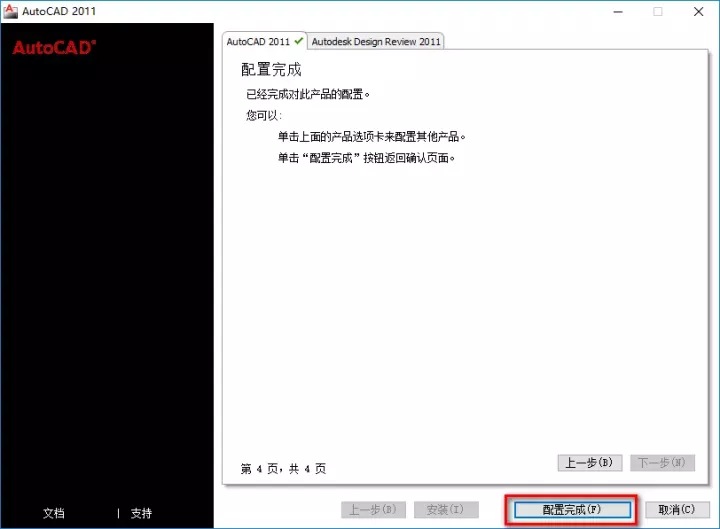 AutoCAD 2011
AutoCAD®
AutoCAD 2011
Autodesk Design Review 2011
配置完成
已经完成对此产品的配置。
您可以:
单击上面的产品选项卡来配置其他产品。
单击“配置完成”按钮返回确认页面。
第 4 页，共 4 页
上一步(B)
下一步(N)
文档
| 支持
上一步(B)
安装(I)
配置完成(F)
取消(C)